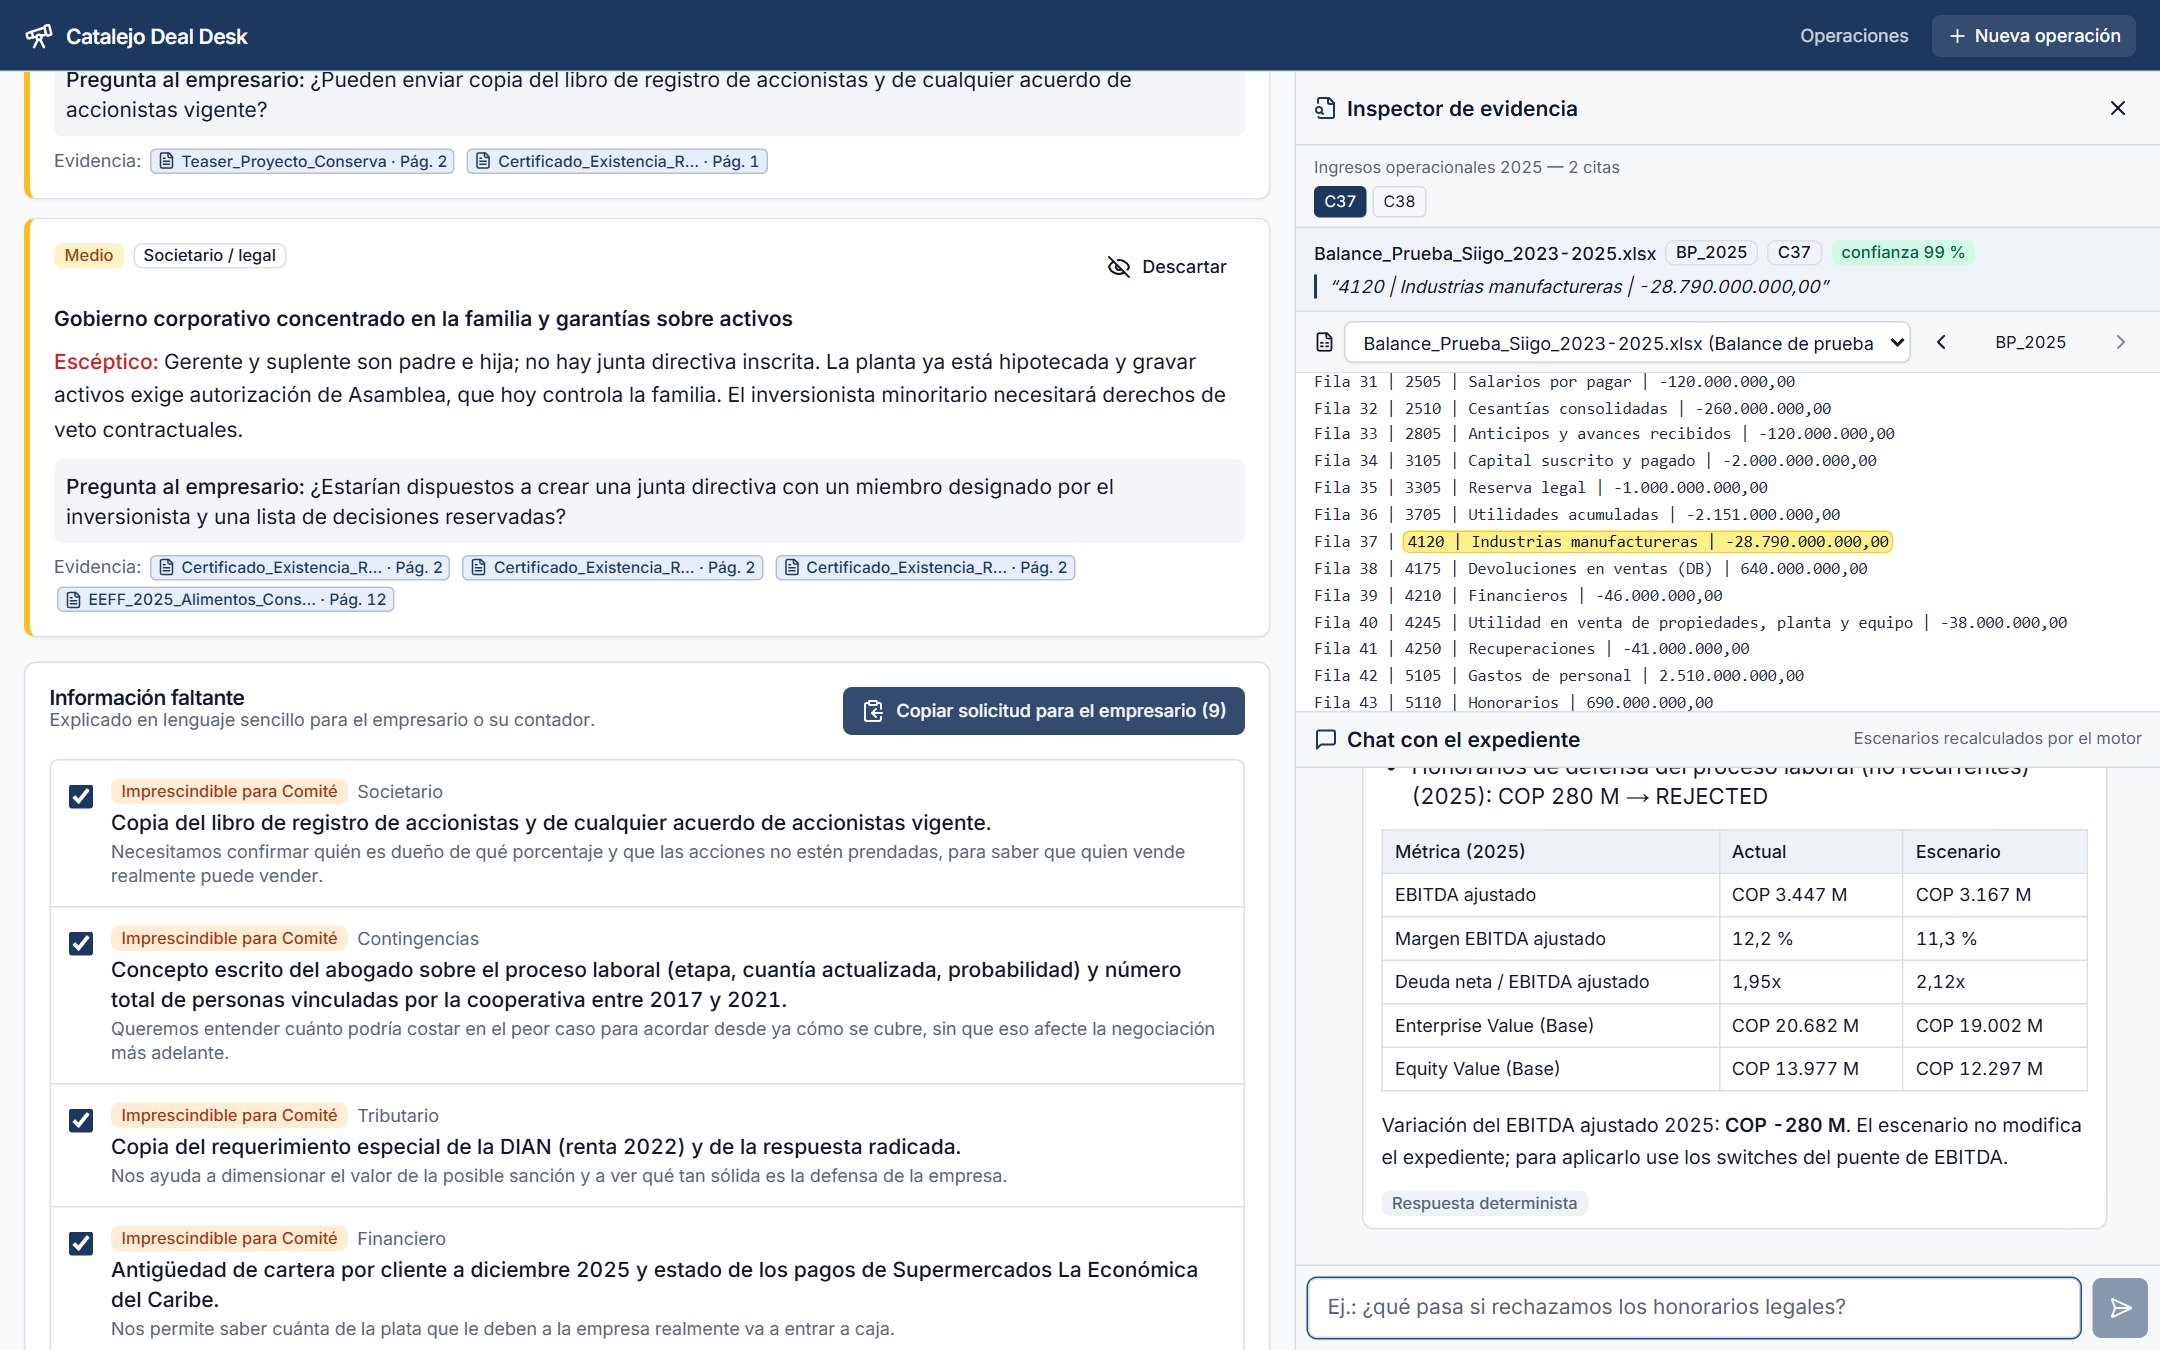 Catalejo Deal Desk
Operaciones
+ Nueva operación
Pregunta al empresario: ¿Pueden enviar copia del libro de registro de accionistas y de cualquier acuerdo de
accionistas vigente?
Evidencia: Teaser_Proyecto_Conserva · Pág. 2 Certificado_Existencia_R... · Pág. 1
Medio Societario / legal
Descartar
Gobierno corporativo concentrado en la familia y garantías sobre activos
Escéptico: Gerente y suplente son padre e hija; no hay junta directiva inscrita. La planta ya está hipotecada y gravar
activos exige autorización de Asamblea, que hoy controla la familia. El inversionista minoritario necesitará derechos de
veto contractuales.
Pregunta al empresario: ¿Estarían dispuestos a crear una junta directiva con un miembro designado por el
inversionista y una lista de decisiones reservadas?
Evidencia: Certificado_Existencia_R... · Pág. 2 Certificado_Existencia_R... · Pág. 2 Certificado_Existencia_R... · Pág. 2
EEFF_2025_Alimentos_Cons... · Pág. 12
Información faltante
Explicado en lenguaje sencillo para el empresario o su contador.
Copiar solicitud para el empresario (9)
Imprescindible para Comité Societario
Copia del libro de registro de accionistas y de cualquier acuerdo de accionistas vigente.
Necesitamos confirmar quién es dueño de qué porcentaje y que las acciones no estén prendadas, para saber que quien vende
realmente puede vender.
Imprescindible para Comité Contingencias
Concepto escrito del abogado sobre el proceso laboral (etapa, cuantía actualizada, probabilidad) y número
total de personas vinculadas por la cooperativa entre 2017 y 2021.
Queremos entender cuánto podría costar en el peor caso para acordar desde ya cómo se cubre, sin que eso afecte la negociación
más adelante.
Imprescindible para Comité Tributario
Copia del requerimiento especial de la DIAN (renta 2022) y de la respuesta radicada.
Nos ayuda a dimensionar el valor de la posible sanción y a ver qué tan sólida es la defensa de la empresa.
Imprescindible para Comité Financiero
Antigüedad de cartera por cliente a diciembre 2025 y estado de los pagos de Supermercados La Económica
del Caribe.
Nos permite saber cuánta de la plata que le deben a la empresa realmente va a entrar a caja.
Inspector de evidencia
Ingresos operacionales 2025 — 2 citas
C37 C38
Balance_Prueba_Siigo_2023-2025.xlsx BP_2025 C37 confianza 99 %
“4120 | Industrias manufactureras | -28.790.000.000,00”
Balance_Prueba_Siigo_2023-2025.xlsx (Balance de prueba
BP_2025
Fila 31 | 2505 | Salarios por pagar | -120.000.000,00
Fila 32 | 2510 | Cesantías consolidadas | -260.000.000,00
Fila 33 | 2805 | Anticipos y avances recibidos | -120.000.000,00
Fila 34 | 3105 | Capital suscrito y pagado | -2.000.000.000,00
Fila 35 | 3305 | Reserva legal | -1.000.000.000,00
Fila 36 | 3705 | Utilidades acumuladas | -2.151.000.000,00
Fila 37 | 4120 | Industrias manufactureras | -28.790.000.000,00
Fila 38 | 4175 | Devoluciones en ventas (DB) | 640.000.000,00
Fila 39 | 4210 | Financieros | -46.000.000,00
Fila 40 | 4245 | Utilidad en venta de propiedades, planta y equipo | -38.000.000,00
Fila 41 | 4250 | Recuperaciones | -41.000.000,00
Fila 42 | 5105 | Gastos de personal | 2.510.000.000,00
Fila 43 | 5110 | Honorarios | 690.000.000,00
Chat con el expediente
Escenarios recalculados por el motor
• Honorarios de defensa del proceso laboral (no recurrentes)
(2025): COP 280 M → REJECTED
Métrica (2025) Actual Escenario
EBITDA ajustado COP 3.447 M COP 3.167 M
Margen EBITDA ajustado 12,2 % 11,3 %
Deuda neta / EBITDA ajustado 1,95x 2,12x
Enterprise Value (Base) COP 20.682 M COP 19.002 M
Equity Value (Base) COP 13.977 M COP 12.297 M
Variación del EBITDA ajustado 2025: COP -280 M. El escenario no modifica
el expediente; para aplicarlo use los switches del puente de EBITDA.
Respuesta determinista
Ej.: ¿qué pasa si rechazamos los honorarios legales?